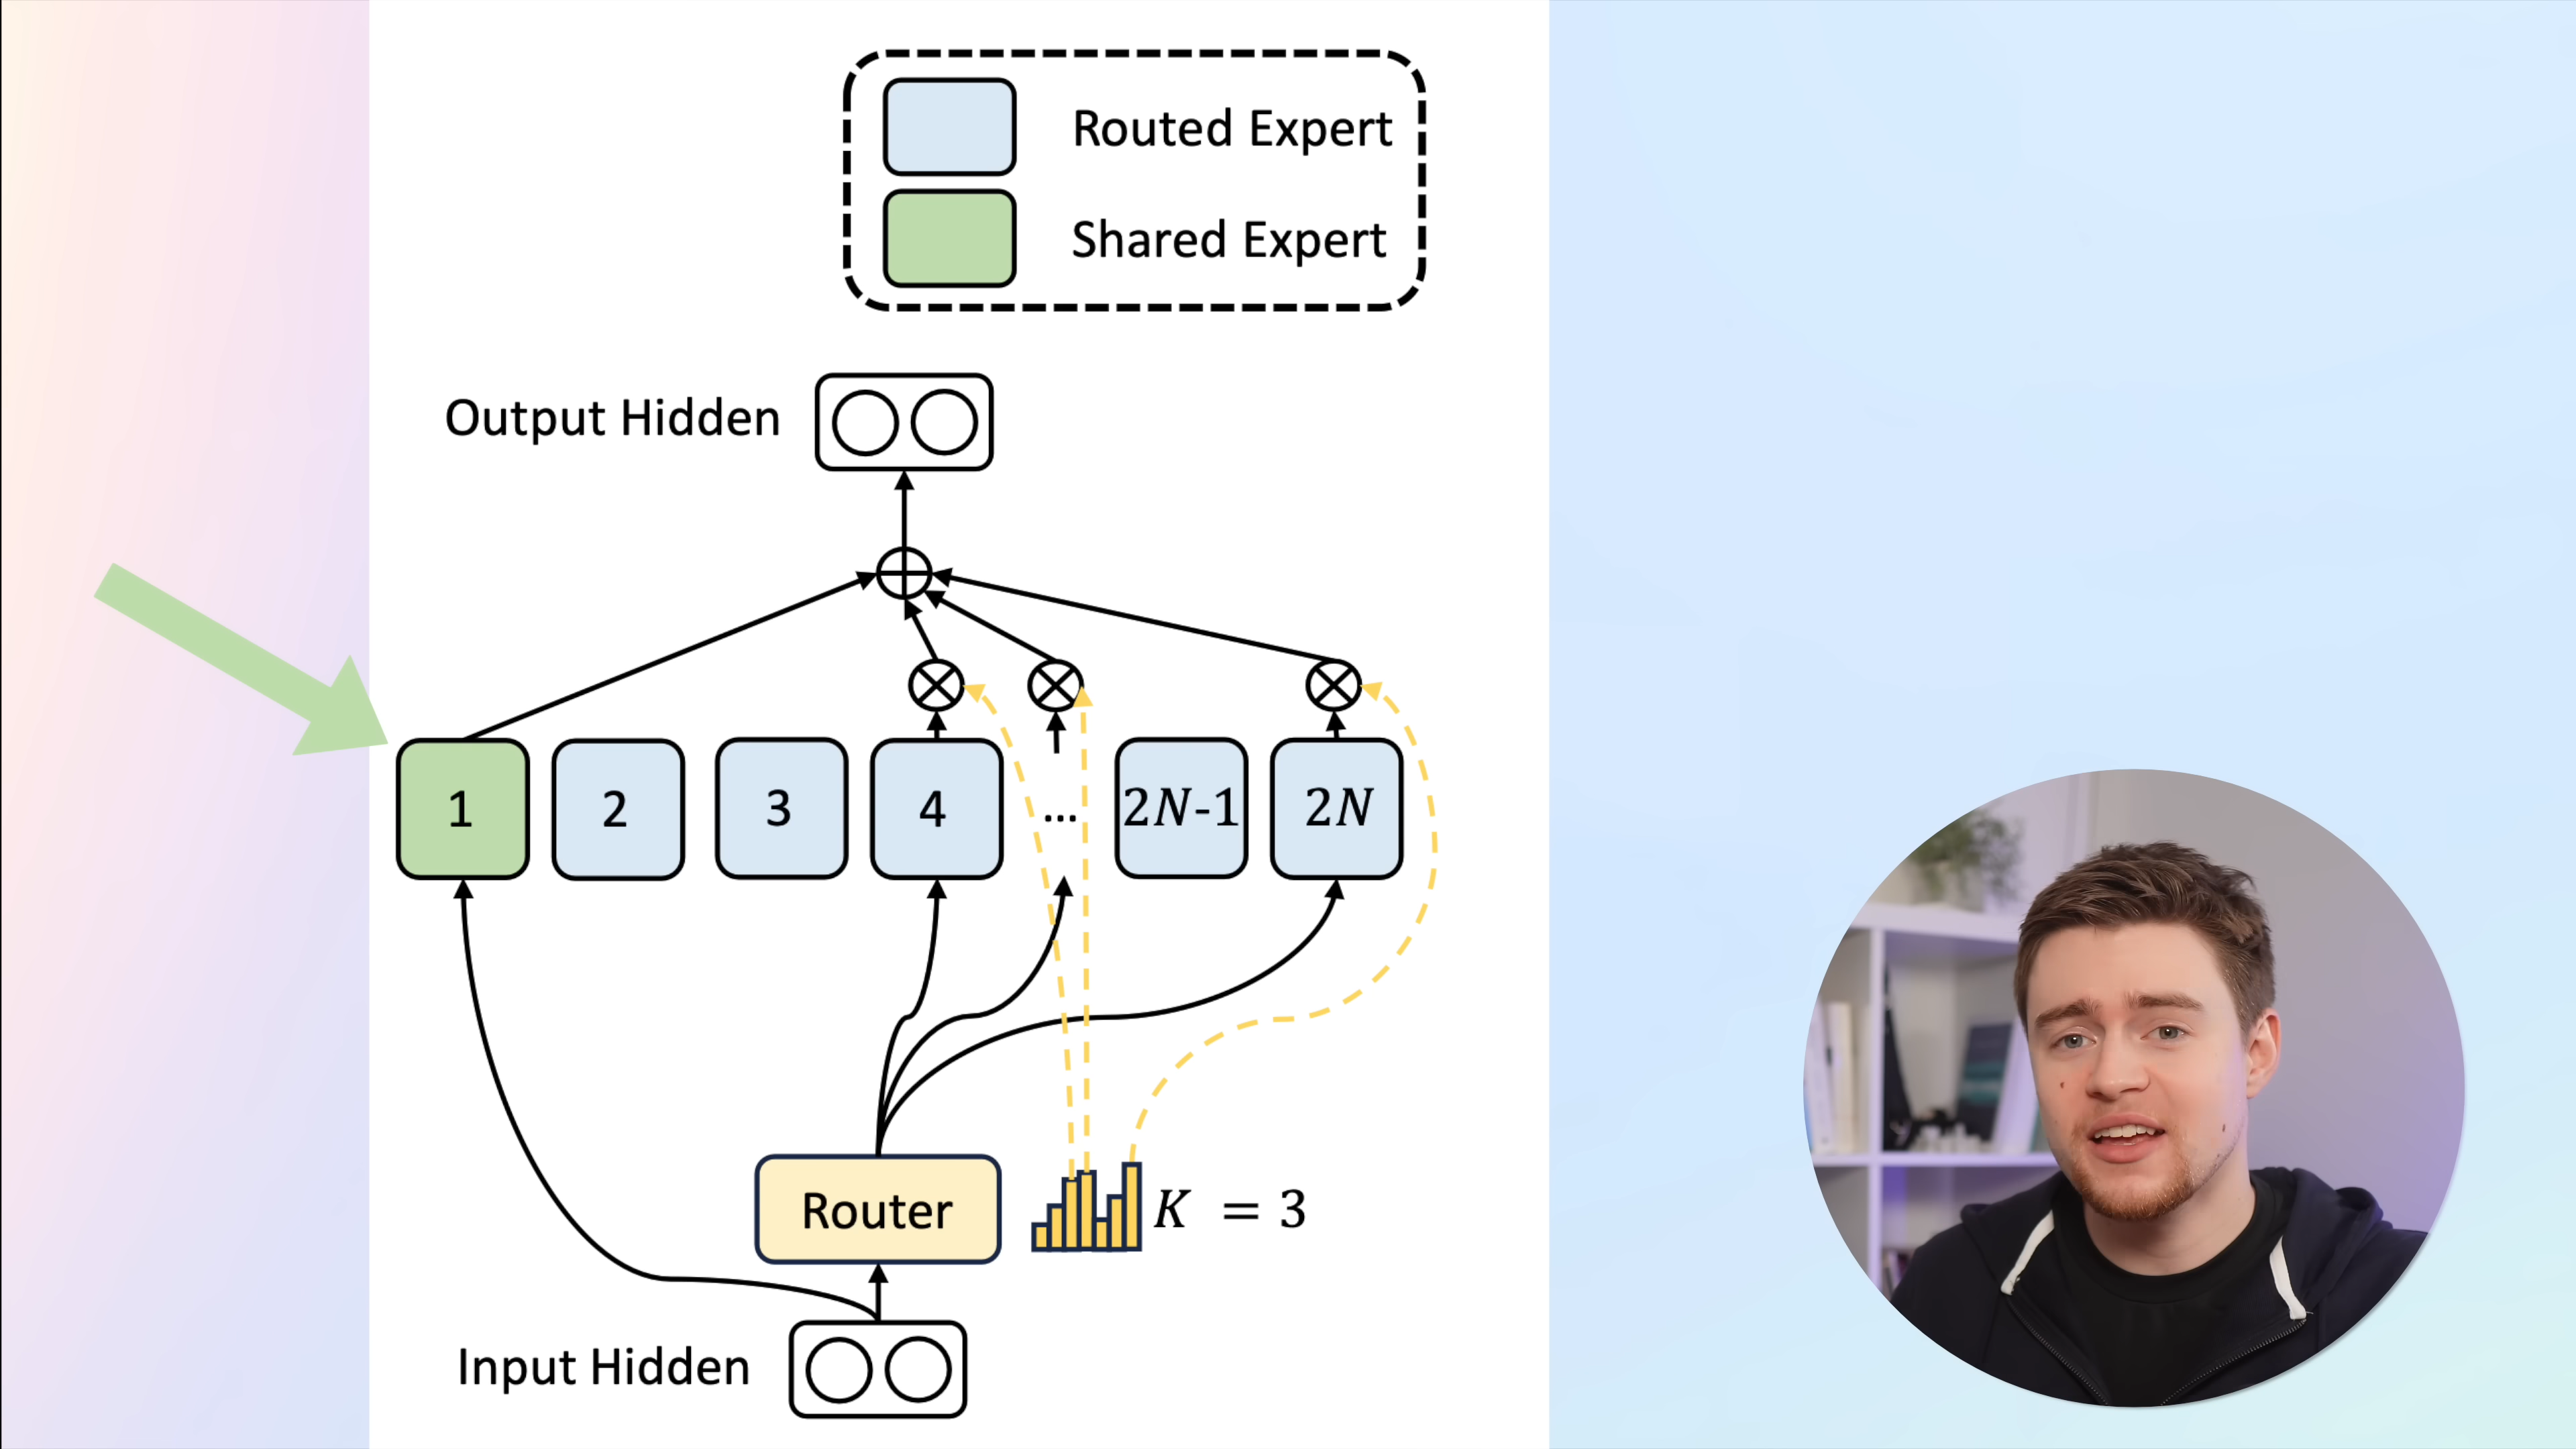 Routed Expert
Shared Expert
Output Hidden
1 2 3 4 ... 2N-1 2N
Router K = 3
Input Hidden